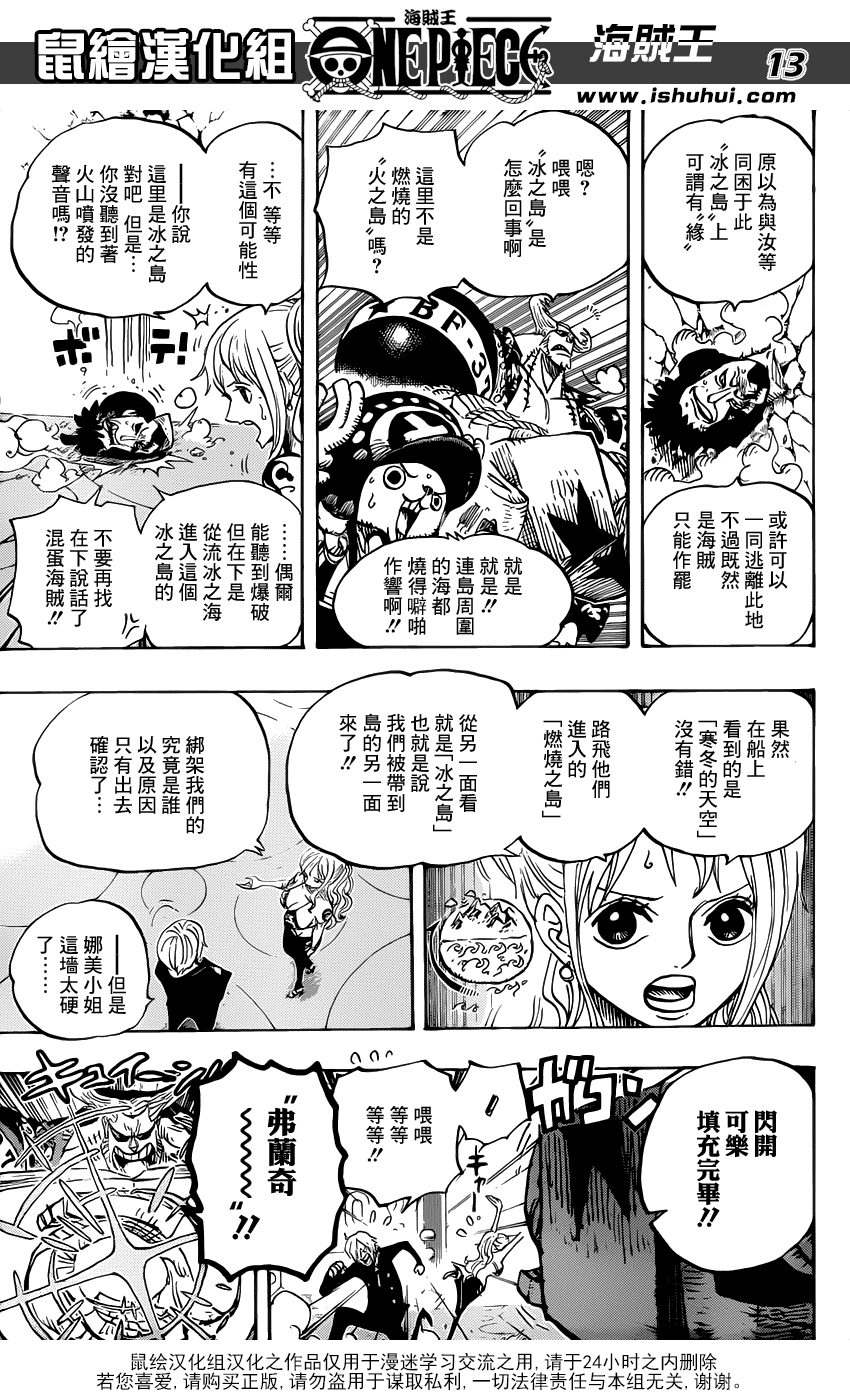 鼠繪漢化組
海賊王
ONE PIECE
海賊王
13
www.ishuhui.com
原以為與汝等
同困于此
〝冰之島〞上
可謂有〝緣〞
或許可以
一同逃離此地
不過既然
是海賊
只能作罷
嗯?
喂喂
〝冰之島〞是
怎麼回事啊
這里不是
燃燒的
〝火之島〞嗎?
BF-37
就是
就是!!
連島周圍
的海都
燒得噼啪
作響啊!!
…不 等等
有這個可能性
——你說
這里是冰之島
對吧 但是…
你沒聽到著
火山噴發的
聲音嗎!?
ボテ!
……偶爾
能聽到爆破
但在下是
從流冰之海
進入這個
冰之島的
不要再找
在下說話了
混蛋海賊!!
果然
在船上
看到的是
「寒冬的天空」
沒有錯!!
路飛他們
進入的
「燃燒之島」
從另一面看
就是「冰之島」
也就是說
我們被帶到
島的另一面
來了!!
綁架我們的
究竟是誰
以及原因
只有出去
確認了…
——但是
娜美小姐
這墻太硬
了……
閃開
可樂
填充完畢!!
ガコン
喂喂
等等
等等!!
キャー
〝弗蘭奇
〜〜〜〜〞!!
キュイーン
鼠绘汉化组汉化之作品仅用于漫迷学习交流之用, 请于24小时之内删除
若您喜爱, 请购买正版, 请勿用于谋取私利, 一切法律责任与本组无关, 谢谢。